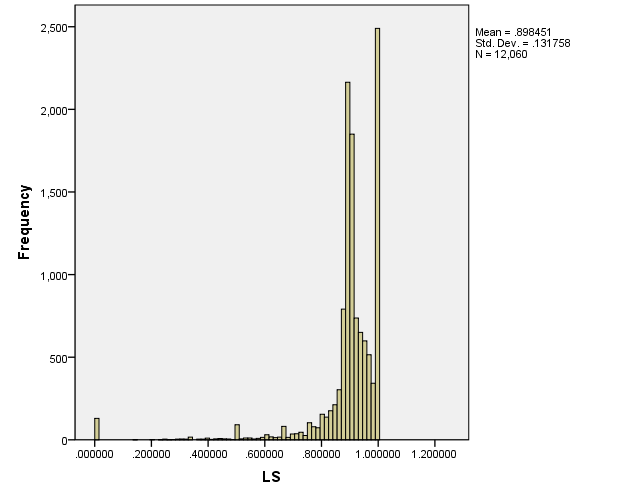 2,500
2,000
1,500
1,000
500
0
Frequency
.000000 .200000 .400000 .600000 .800000 1.000000 1.200000
LS
Mean = .898451
Std. Dev. = .131758
N = 12,060